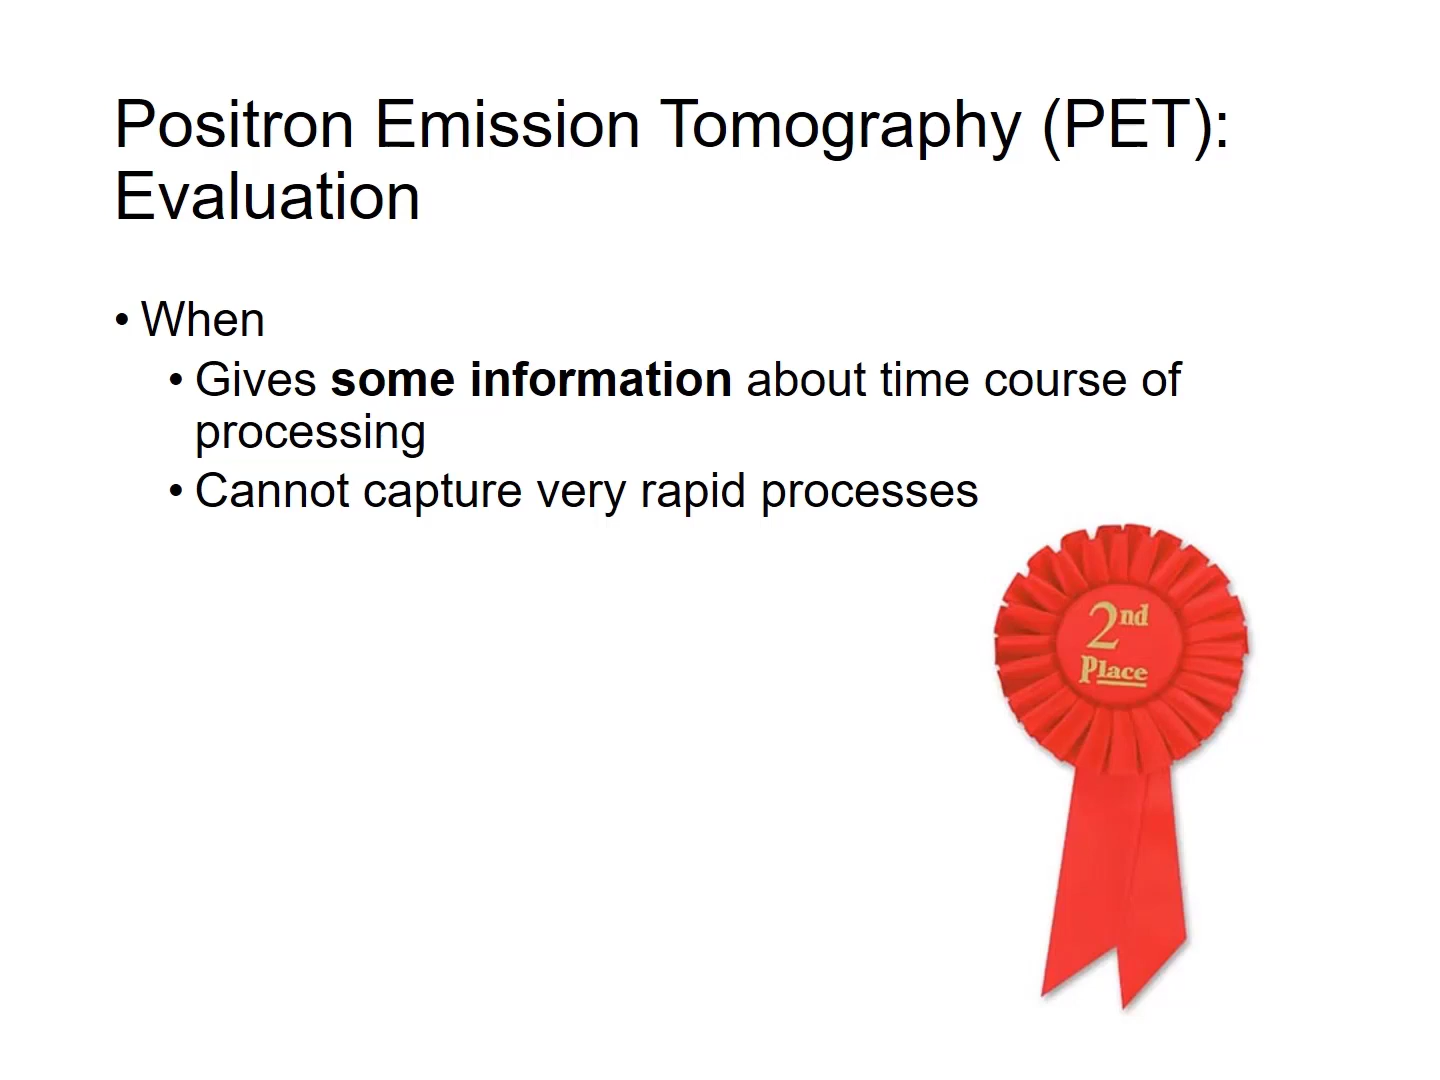 Positron Emission Tomography (PET):
Evaluation
• When
• Gives some information about time course of
processing
• Cannot capture very rapid processes
2nd
Place